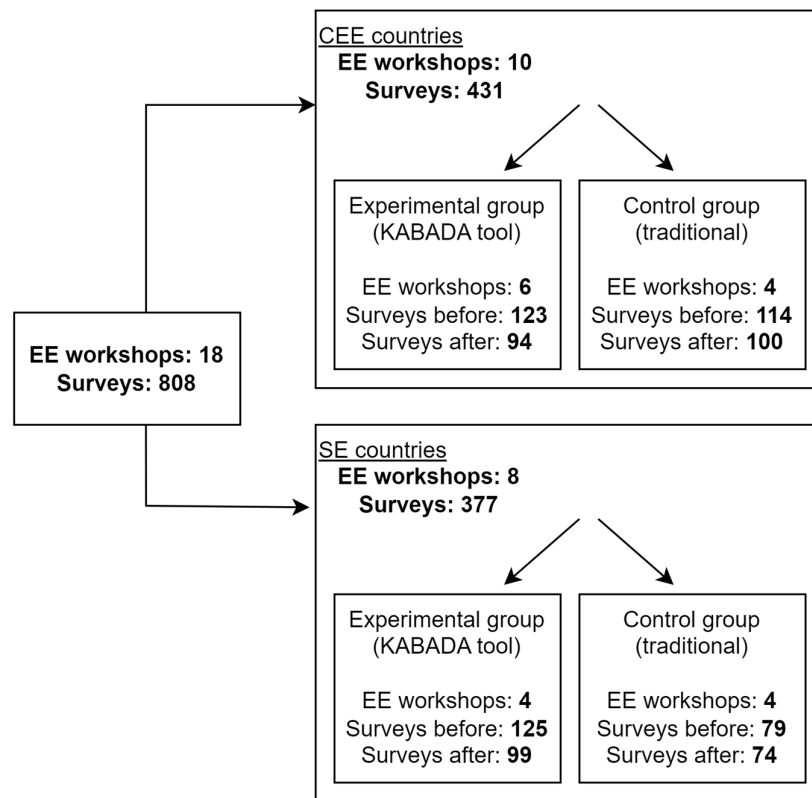 CEE countries
EE workshops: 10
Surveys: 431
Experimental group
(KABADA tool)
EE workshops: 6
Surveys before: 123
Surveys after: 94
Control group
(traditional)
EE workshops: 4
Surveys before: 114
Surveys after: 100
EE workshops: 18
Surveys: 808
SE countries
EE workshops: 8
Surveys: 377
Experimental group
(KABADA tool)
EE workshops: 4
Surveys before: 125
Surveys after: 99
Control group
(traditional)
EE workshops: 4
Surveys before: 79
Surveys after: 74